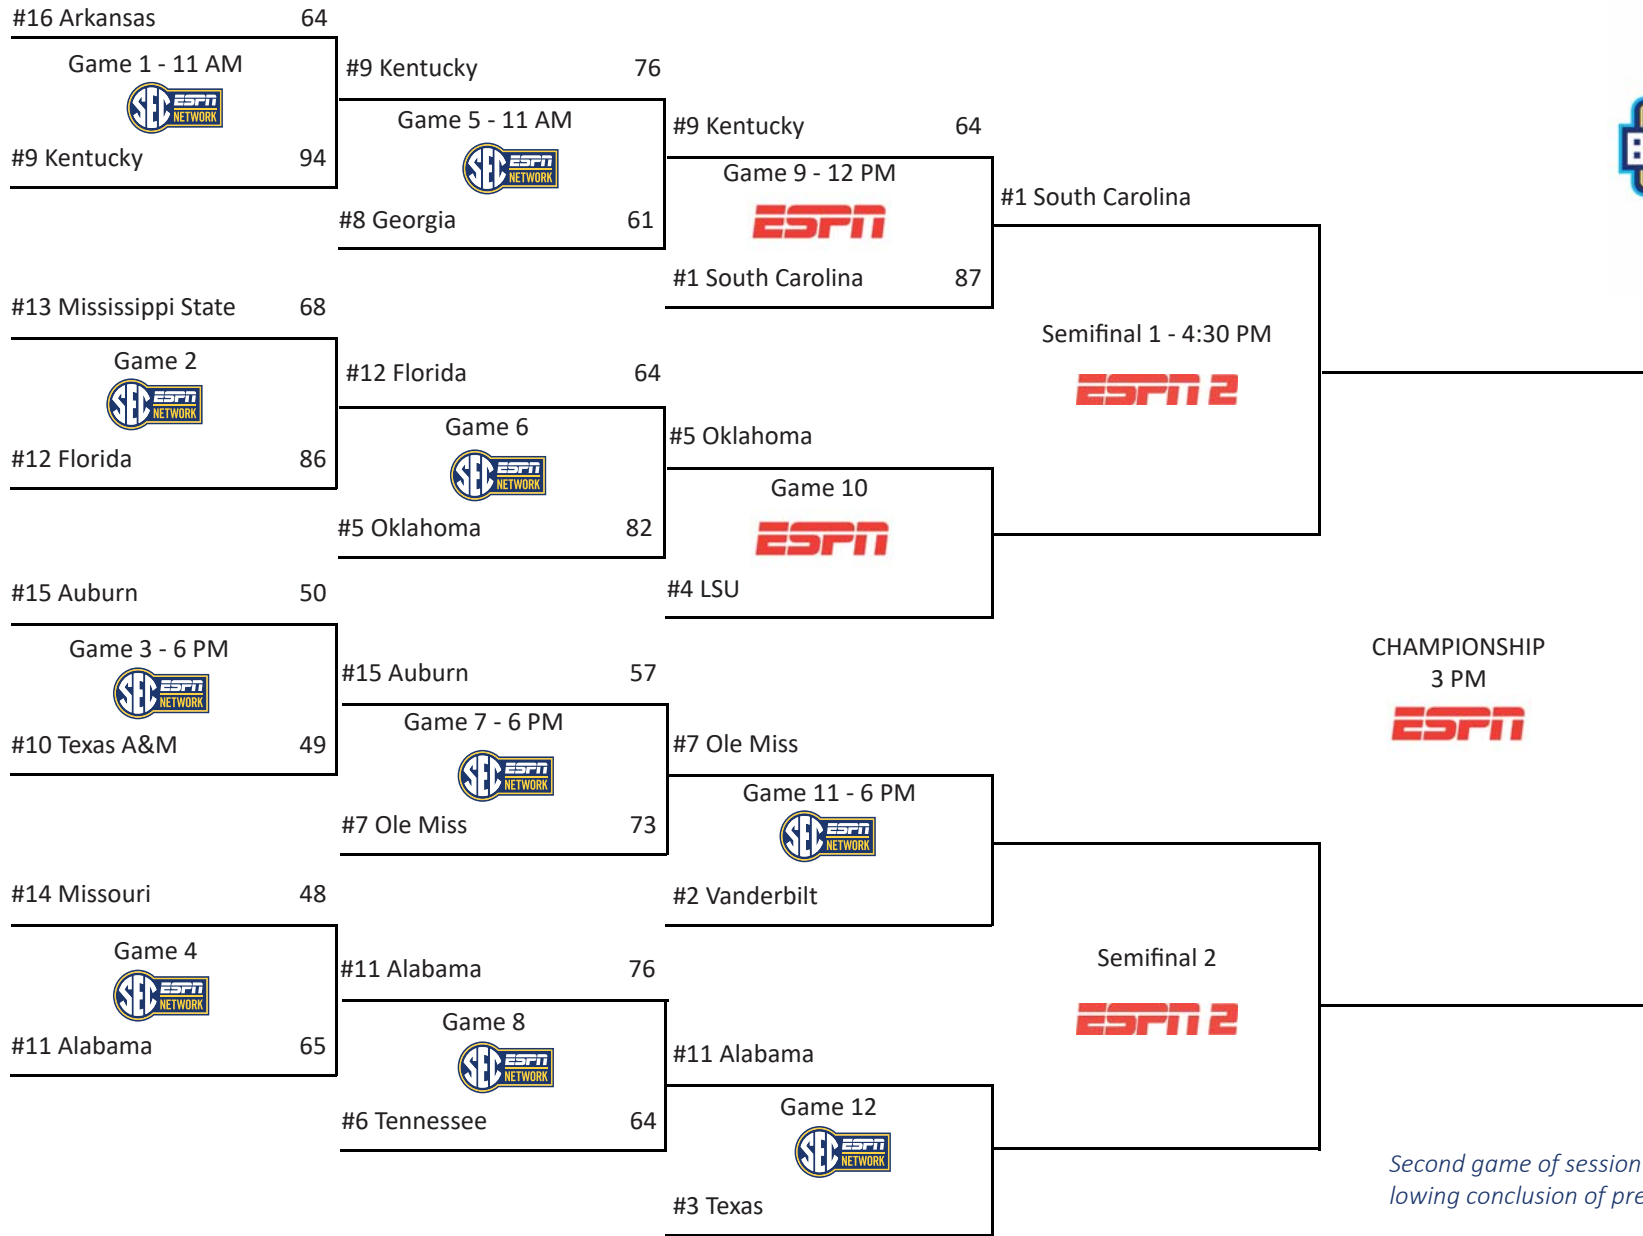 #16 Arkansas 64
Game 1 - 11 AM
SEC ESPN NETWORK
#9 Kentucky 94
#13 Mississippi State 68
Game 2
SEC ESPN NETWORK
#12 Florida 86
#15 Auburn 50
Game 3 - 6 PM
SEC ESPN NETWORK
#10 Texas A&M 49
#14 Missouri 48
Game 4
SEC ESPN NETWORK
#11 Alabama 65
#9 Kentucky 76
Game 5 - 11 AM
SEC ESPN NETWORK
#8 Georgia 61
#12 Florida 64
Game 6
SEC ESPN NETWORK
#5 Oklahoma 82
#15 Auburn 57
Game 7 - 6 PM
SEC ESPN NETWORK
#7 Ole Miss 73
#11 Alabama 76
Game 8
SEC ESPN NETWORK
#6 Tennessee 64
#9 Kentucky 64
Game 9 - 12 PM
ESPN
#1 South Carolina 87
#5 Oklahoma
Game 10
ESPN
#4 LSU
#7 Ole Miss
Game 11 - 6 PM
SEC ESPN NETWORK
#2 Vanderbilt
#11 Alabama
Game 12
SEC ESPN NETWORK
#3 Texas
#1 South Carolina
Semifinal 1 - 4:30 PM
ESPN 2
Semifinal 2
ESPN 2
CHAMPIONSHIP
3 PM
ESPN
Second game of session
lowing conclusion of pre